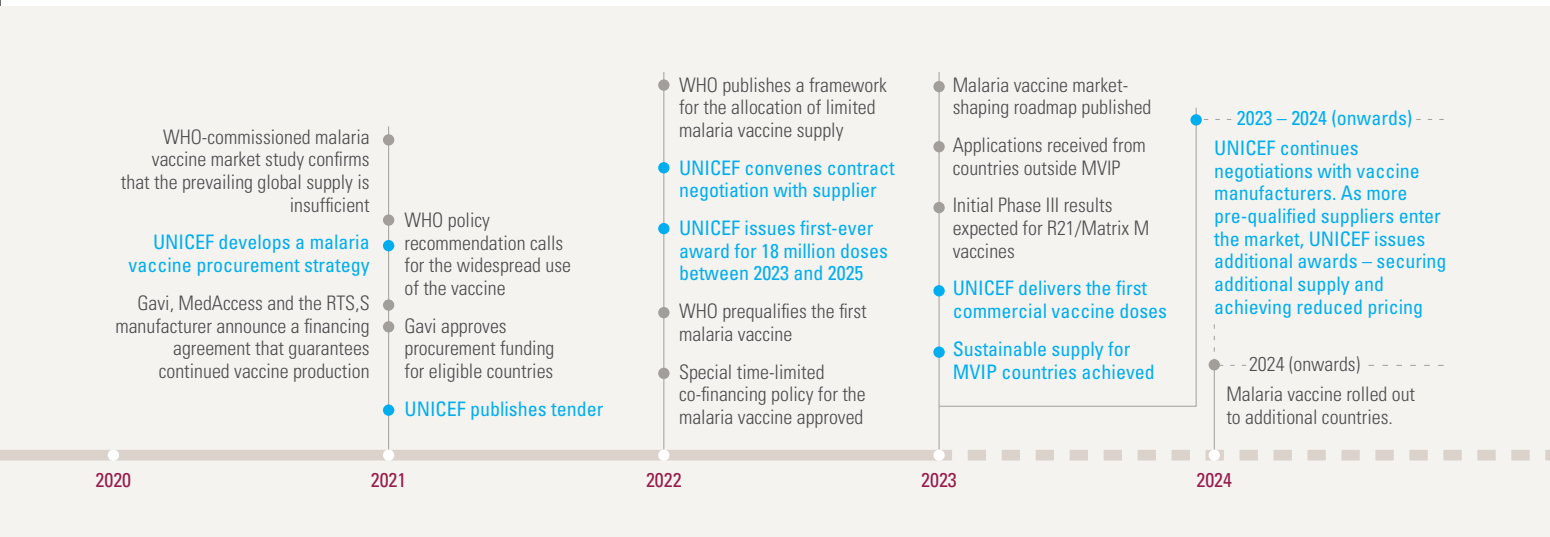 WHO-commissioned malaria
vaccine market study confirms
that the prevailing global supply is
insufficient
UNICEF develops a malaria
vaccine procurement strategy
Gavi, MedAccess and the RTS,S
manufacturer announce a financing
agreement that guarantees
continued vaccine production
WHO policy
recommendation calls
for the widespread use
of the vaccine
Gavi approves
procurement funding
for eligible countries
UNICEF publishes tender
WHO publishes a framework
for the allocation of limited
malaria vaccine supply
UNICEF convenes contract
negotiation with supplier
UNICEF issues first-ever
award for 18 million doses
between 2023 and 2025
WHO prequalifies the first
malaria vaccine
Special time-limited
co-financing policy for the
malaria vaccine approved
Malaria vaccine market-
shaping roadmap published
Applications received from
countries outside MVIP
Initial Phase III results
expected for R21/Matrix M
vaccines
UNICEF delivers the first
commercial vaccine doses
Sustainable supply for
MVIP countries achieved
2023 – 2024 (onwards)
UNICEF continues
negotiations with vaccine
manufacturers. As more
pre-qualified suppliers enter
the market, UNICEF issues
additional awards – securing
additional supply and
achieving reduced pricing
2024 (onwards)
Malaria vaccine rolled out
to additional countries.
2020
2021
2022
2023
2024